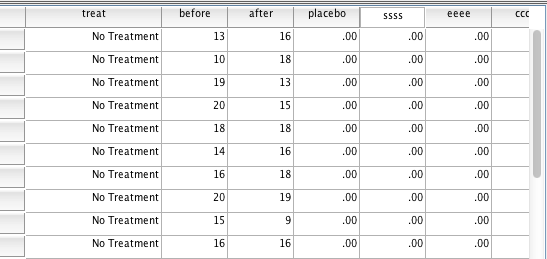 treat before after placebo ssss eeee ccc
No Treatment 13 16 .00 .00 .00
No Treatment 10 18 .00 .00 .00
No Treatment 19 13 .00 .00 .00
No Treatment 20 15 .00 .00 .00
No Treatment 18 18 .00 .00 .00
No Treatment 14 16 .00 .00 .00
No Treatment 16 18 .00 .00 .00
No Treatment 20 19 .00 .00 .00
No Treatment 15 9 .00 .00 .00
No Treatment 16 16 .00 .00 .00